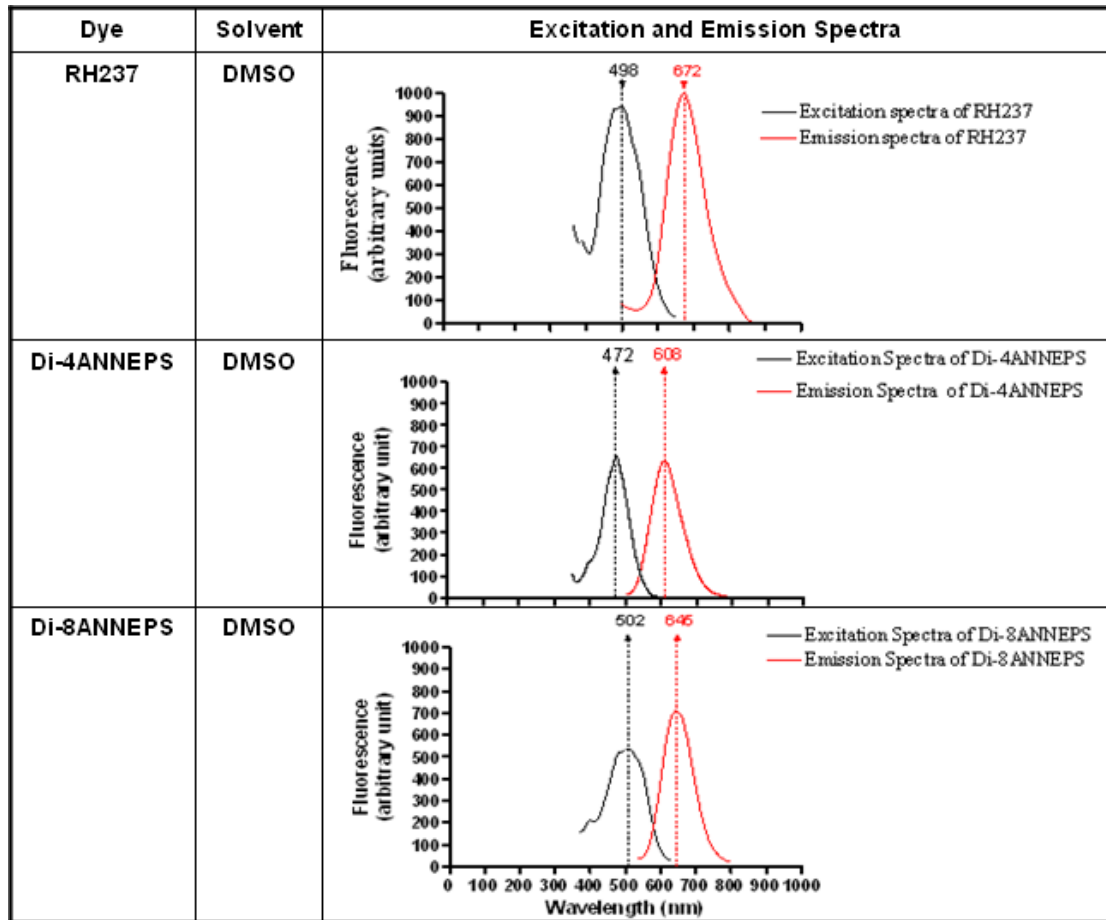 Dye Solvent Excitation and Emission Spectra
RH237 DMSO
498 672
Fluorescence
(arbitrary units)
1000
900
800
700
600
500
400
300
200
100
0
Excitation spectra of RH237
Emission spectra of RH237
Di-4ANNEPS DMSO
472 608
Fluorescence
(arbitrary unit)
1000
900
800
700
600
500
400
300
200
100
0
Excitation Spectra of Di-4ANNEPS
Emission Spectra of Di-4ANNEPS
Di-8ANNEPS DMSO
502 646
Fluorescence
(arbitrary unit)
1000
900
800
700
600
500
400
300
200
100
0
Excitation Spectra of Di-8ANNEPS
Emission Spectra of Di-8ANNEPS
0 100 200 300 400 500 600 700 800 900 1000
Wavelength (nm)